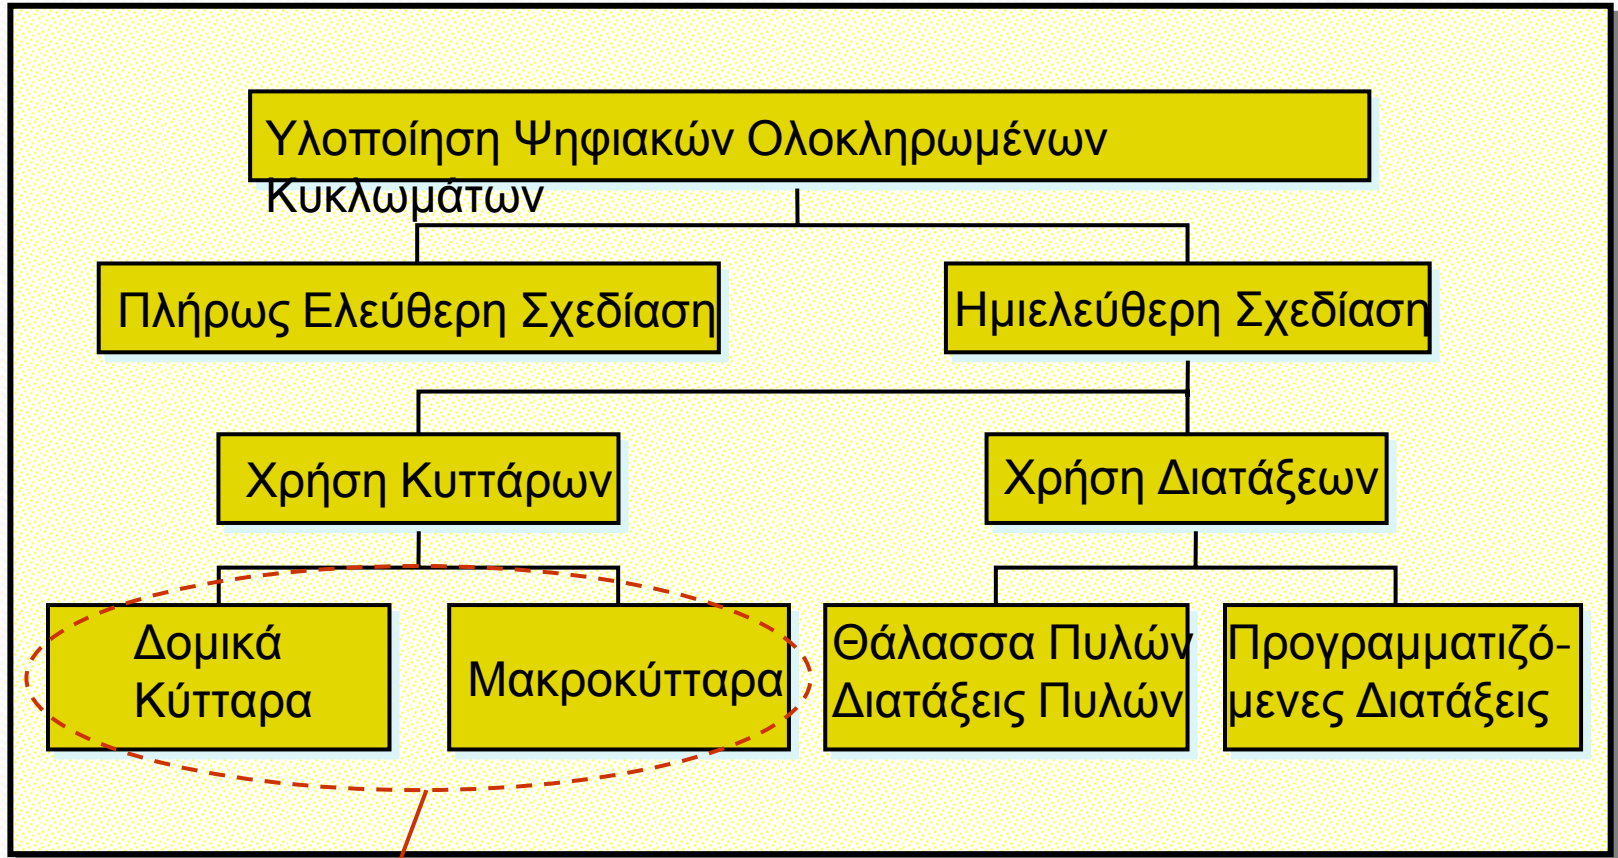 Υλοποίηση Ψηφιακών Ολοκληρωμένων
Κυκλωμάτων
Πλήρως Ελεύθερη Σχεδίαση
Ημιελεύθερη Σχεδίαση
Χρήση Κυττάρων
Χρήση Διατάξεων
Δομικά
Κύτταρα
Μακροκύτταρα
Θάλασσα Πυλών
Διατάξεις Πυλών
Προγραμματιζό-
μενες Διατάξεις